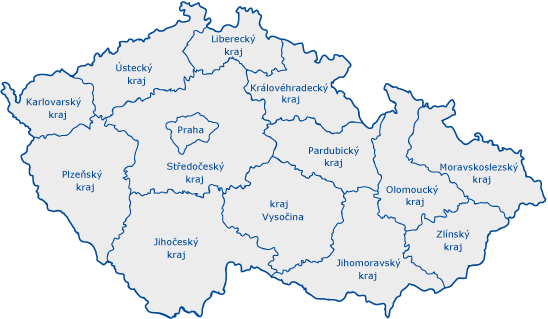 Liberecký
kraj
Ústecký
kraj
Karlovarský
kraj
Královéhradecký
kraj
Praha
Pardubický
kraj
Středočeský
kraj
Plzeňský
kraj
Moravskoslezský
kraj
Olomoucký
kraj
kraj
Vysočina
Zlínský
kraj
Jihočeský
kraj
Jihomoravský
kraj